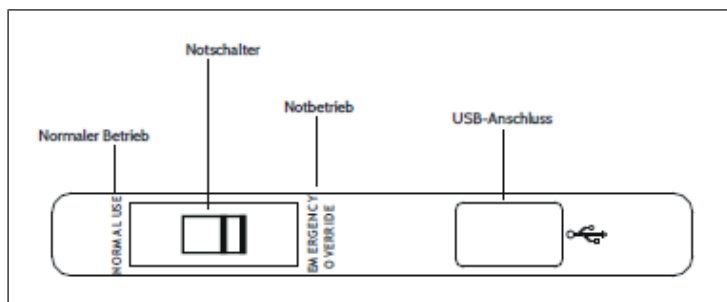 Notschalter
Notbetrieb
USB-Anschluss
Normaler Betrieb
NORMAL USE
EMERGENCY
OVERRIDE